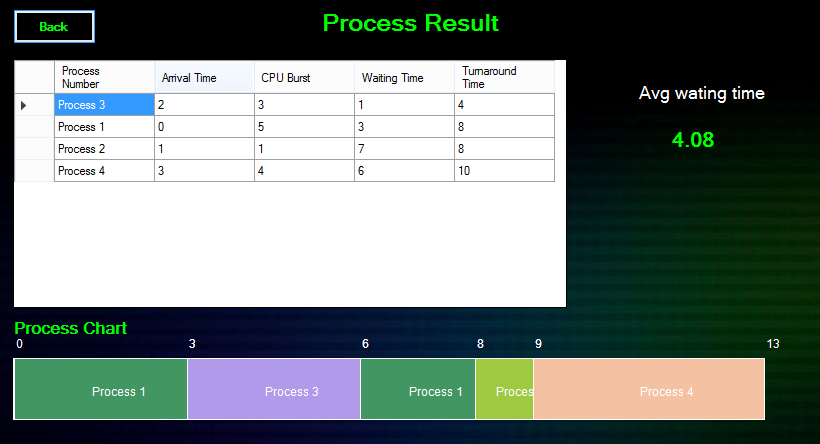 Back
Process Result
Process Number Arrival Time CPU Burst Waiting Time Turnaround Time
Process 3 2 3 1 4
Process 1 0 5 3 8
Process 2 1 1 7 8
Process 4 3 4 6 10
Avg wating time
4.08
Process Chart
0 3 6 8 9 13
Process 1 Process 3 Process 1 Proces Process 4